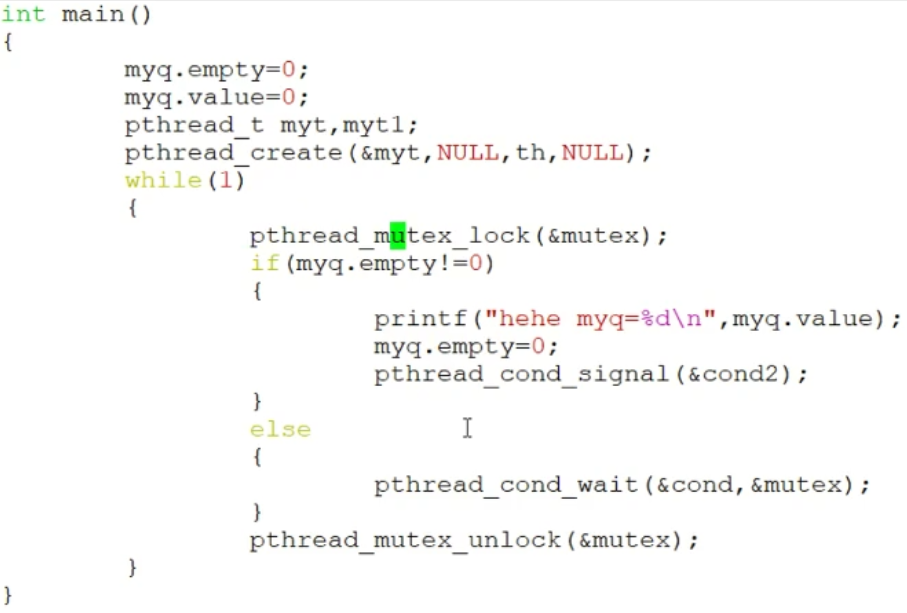 int main()
{
myq.empty=0;
myq.value=0;
pthread_t myt,myt1;
pthread_create(&myt,NULL,th,NULL);
while(1)
{
pthread_mutex_lock(&mutex);
if(myq.empty!=0)
{
printf("hehe myq=%d\n",myq.value);
myq.empty=0;
pthread_cond_signal(&cond2);
}
else
{
pthread_cond_wait(&cond,&mutex);
}
pthread_mutex_unlock(&mutex);
}
}